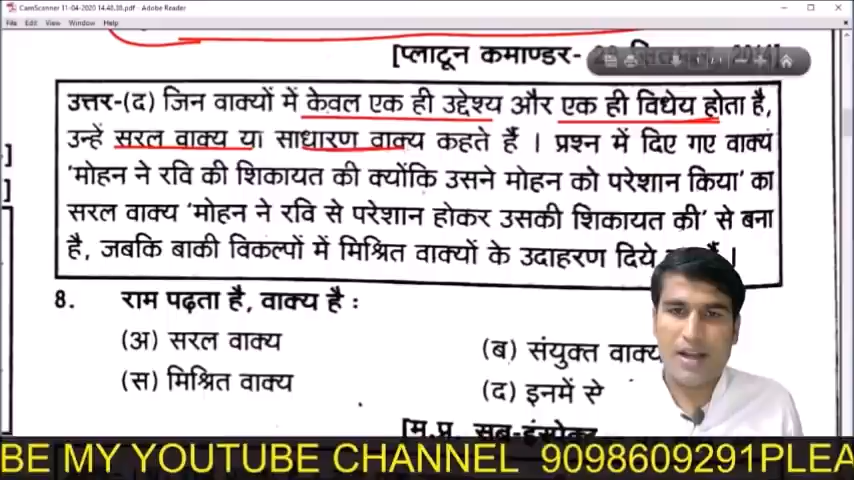 CamScanner 11-04-2020 14.48.38.pdf - Adobe Reader
File Edit View Window Help
[प्लाटून कमाण्डर-
उत्तर-(द) जिन वाक्यों में केवल एक ही उद्देश्य और एक ही विधेय होता है,
उन्हें सरल वाक्य या साधारण वाक्य कहते हैं । प्रश्न में दिए गए वाक्य
'मोहन ने रवि की शिकायत की क्योंकि उसने मोहन को परेशान किया' का
सरल वाक्य 'मोहन ने रवि से परेशान होकर उसकी शिकायत की' से बना
है, जबकि बाकी विकल्पों में मिश्रित वाक्यों के उदाहरण दिये
8. राम पढ़ता है, वाक्य है :
(अ) सरल वाक्य
(ब) संयुक्त वाक्य
(स) मिश्रित वाक्य
(द) इनमें से
[म.प्र. सब-इंस्पेक्टर
BE MY YOUTUBE CHANNEL 9098609291PLEA